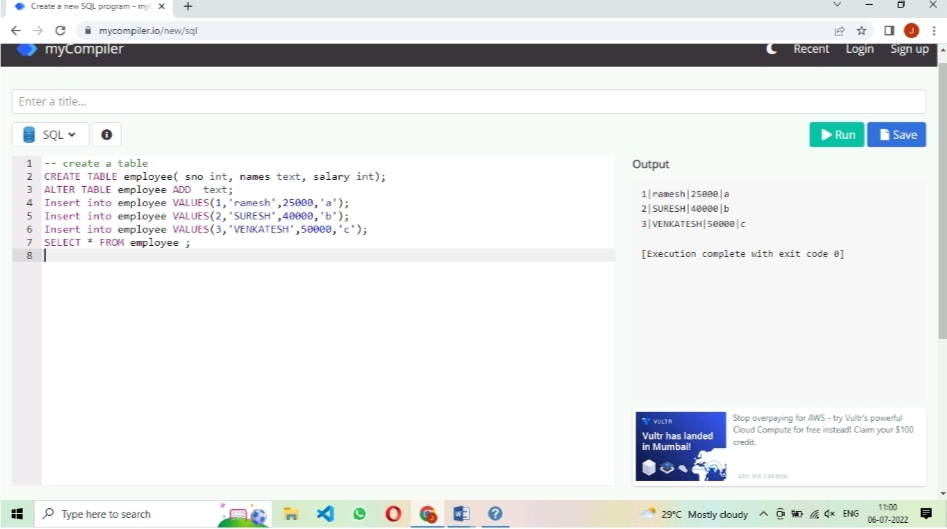 Create a new SQL program - my
mycompiler.io/new/sql
myCompiler
Recent Login Sign up
Enter a title...
SQL
Run Save
1 -- create a table
2 CREATE TABLE employee( sno int, names text, salary int);
3 ALTER TABLE employee ADD  text;
4 Insert into employee VALUES(1,'ramesh',25000,'a');
5 Insert into employee VALUES(2,'SURESH',40000,'b');
6 Insert into employee VALUES(3,'VENKATESH',50000,'c');
7 SELECT * FROM employee ;
8
Output
1|ramesh|25000|a
2|SURESH|40000|b
3|VENKATESH|50000|c
[Execution complete with exit code 0]
VULTR
Vultr has landed
in Mumbai!
Stop overpaying for AWS - try Vultr's powerful
Cloud Compute for free instead! Claim your $100
credit.
ADS VIA CARBON
Type here to search
29°C Mostly cloudy
ENG
11:00
06-07-2022